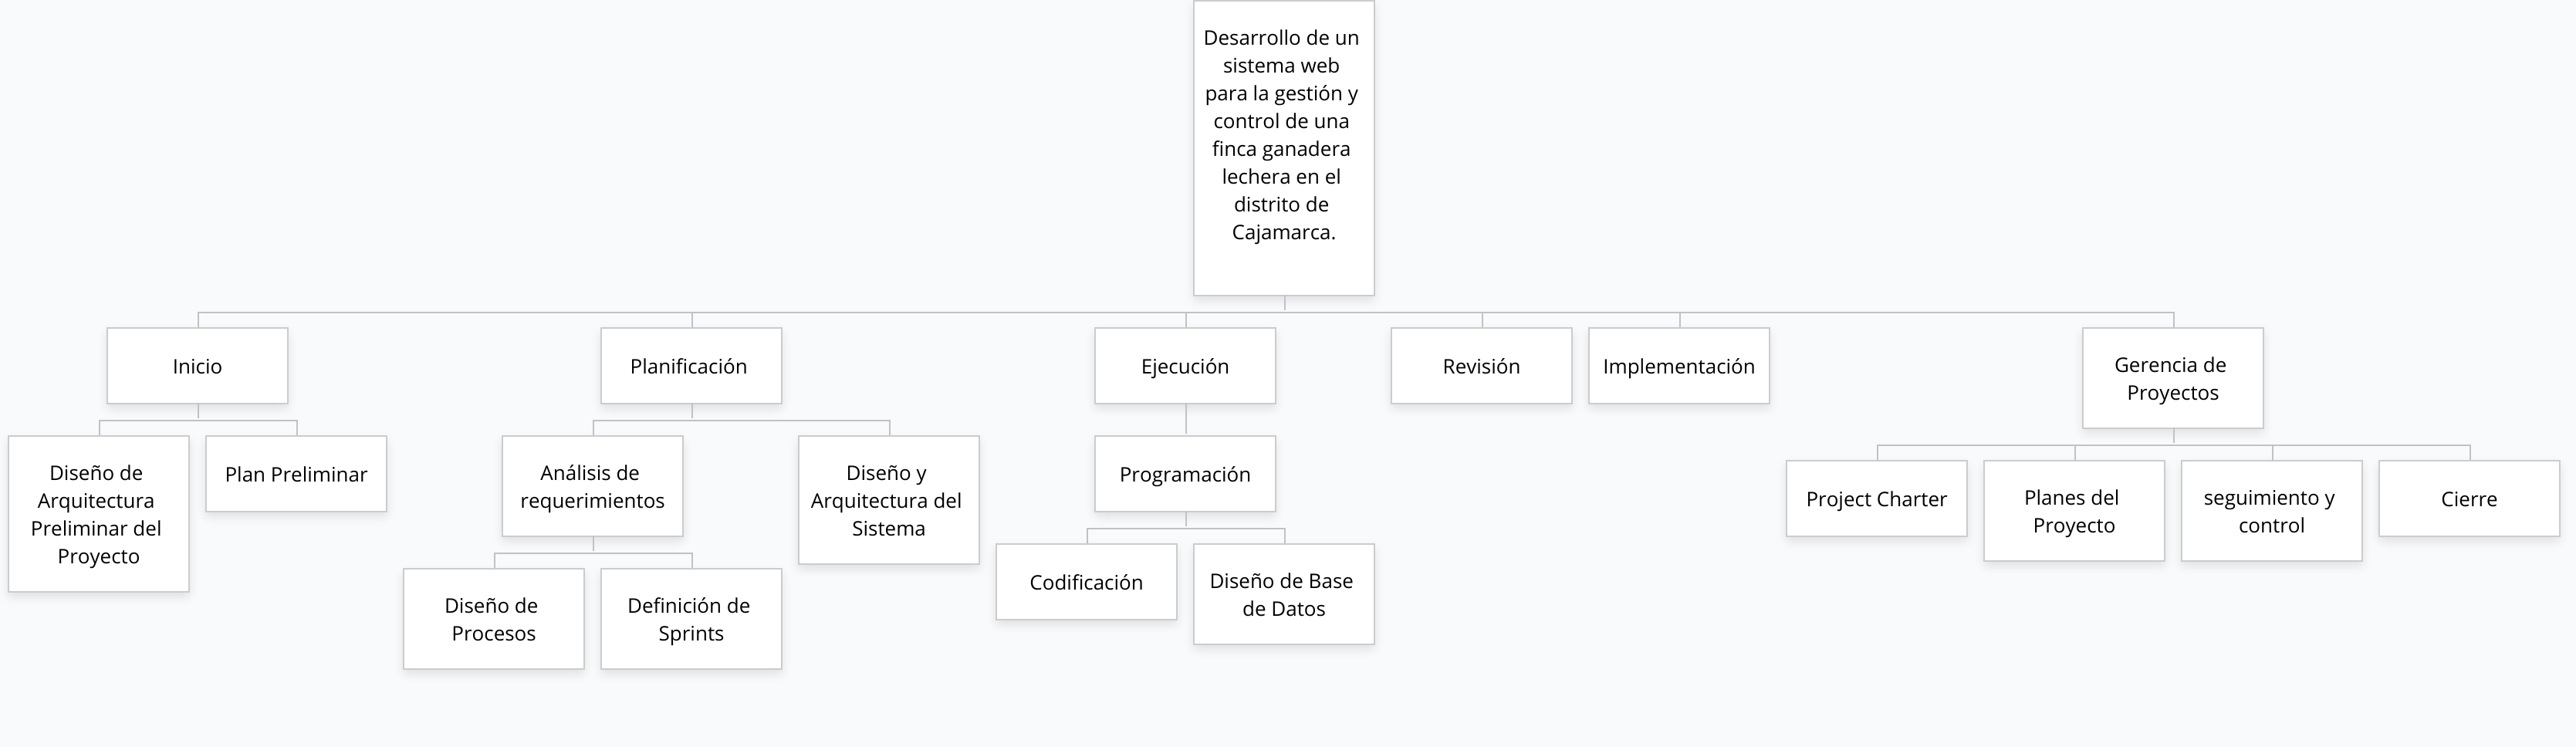 Desarrollo de un
sistema web
para la gestión y
control de una
finca ganadera
lechera en el
distrito de
Cajamarca.
Inicio
Planificación
Ejecución
Revisión
Implementación
Gerencia de
Proyectos
Diseño de
Arquitectura
Preliminar del
Proyecto
Plan Preliminar
Análisis de
requerimientos
Diseño y
Arquitectura del
Sistema
Programación
Project Charter
Planes del
Proyecto
seguimiento y
control
Cierre
Diseño de
Procesos
Definición de
Sprints
Codificación
Diseño de Base
de Datos